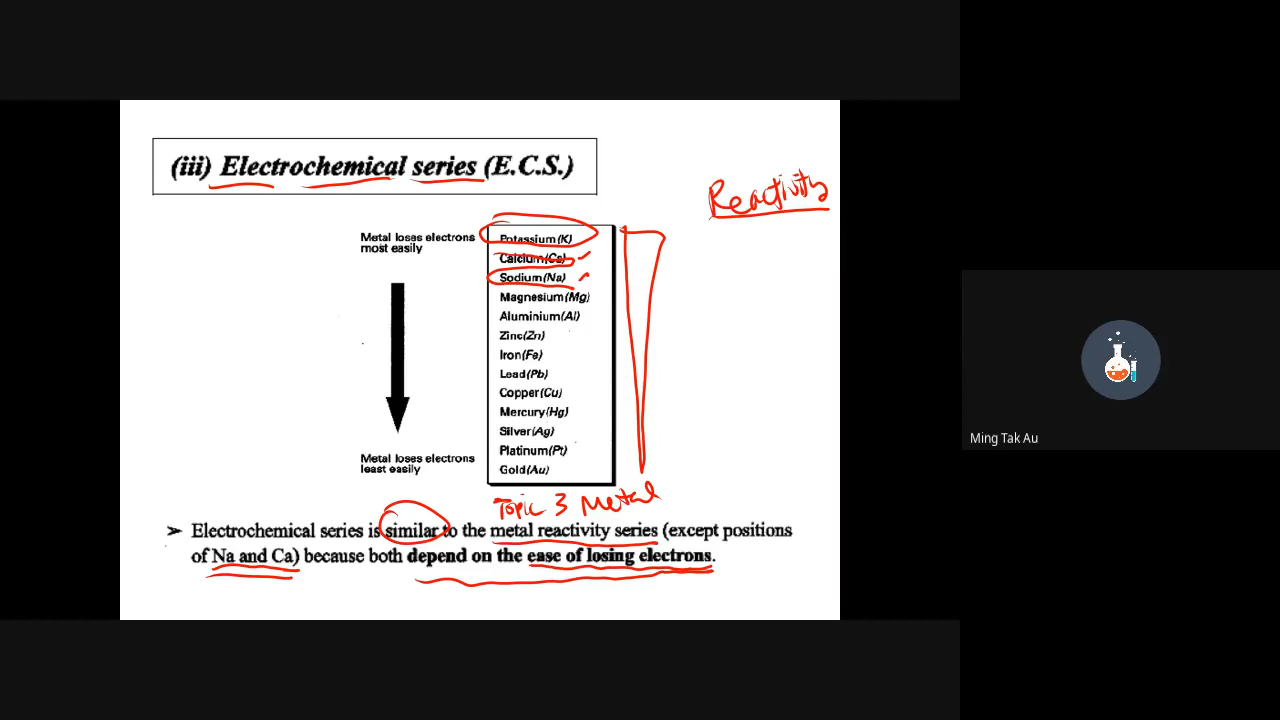 (iii) Electrochemical series (E.C.S.)
Reactivity
Metal loses electrons
most easily
Potassium (K)
Calcium (Ca)
Sodium (Na)
Magnesium (Mg)
Aluminium (Al)
Zinc (Zn)
Iron (Fe)
Lead (Pb)
Copper (Cu)
Mercury (Hg)
Silver (Ag)
Platinum (Pt)
Gold (Au)
Metal loses electrons
least easily
Topic 3 Metal
➢ Electrochemical series is similar to the metal reactivity series (except positions
of Na and Ca) because both depend on the ease of losing electrons.
Ming Tak Au